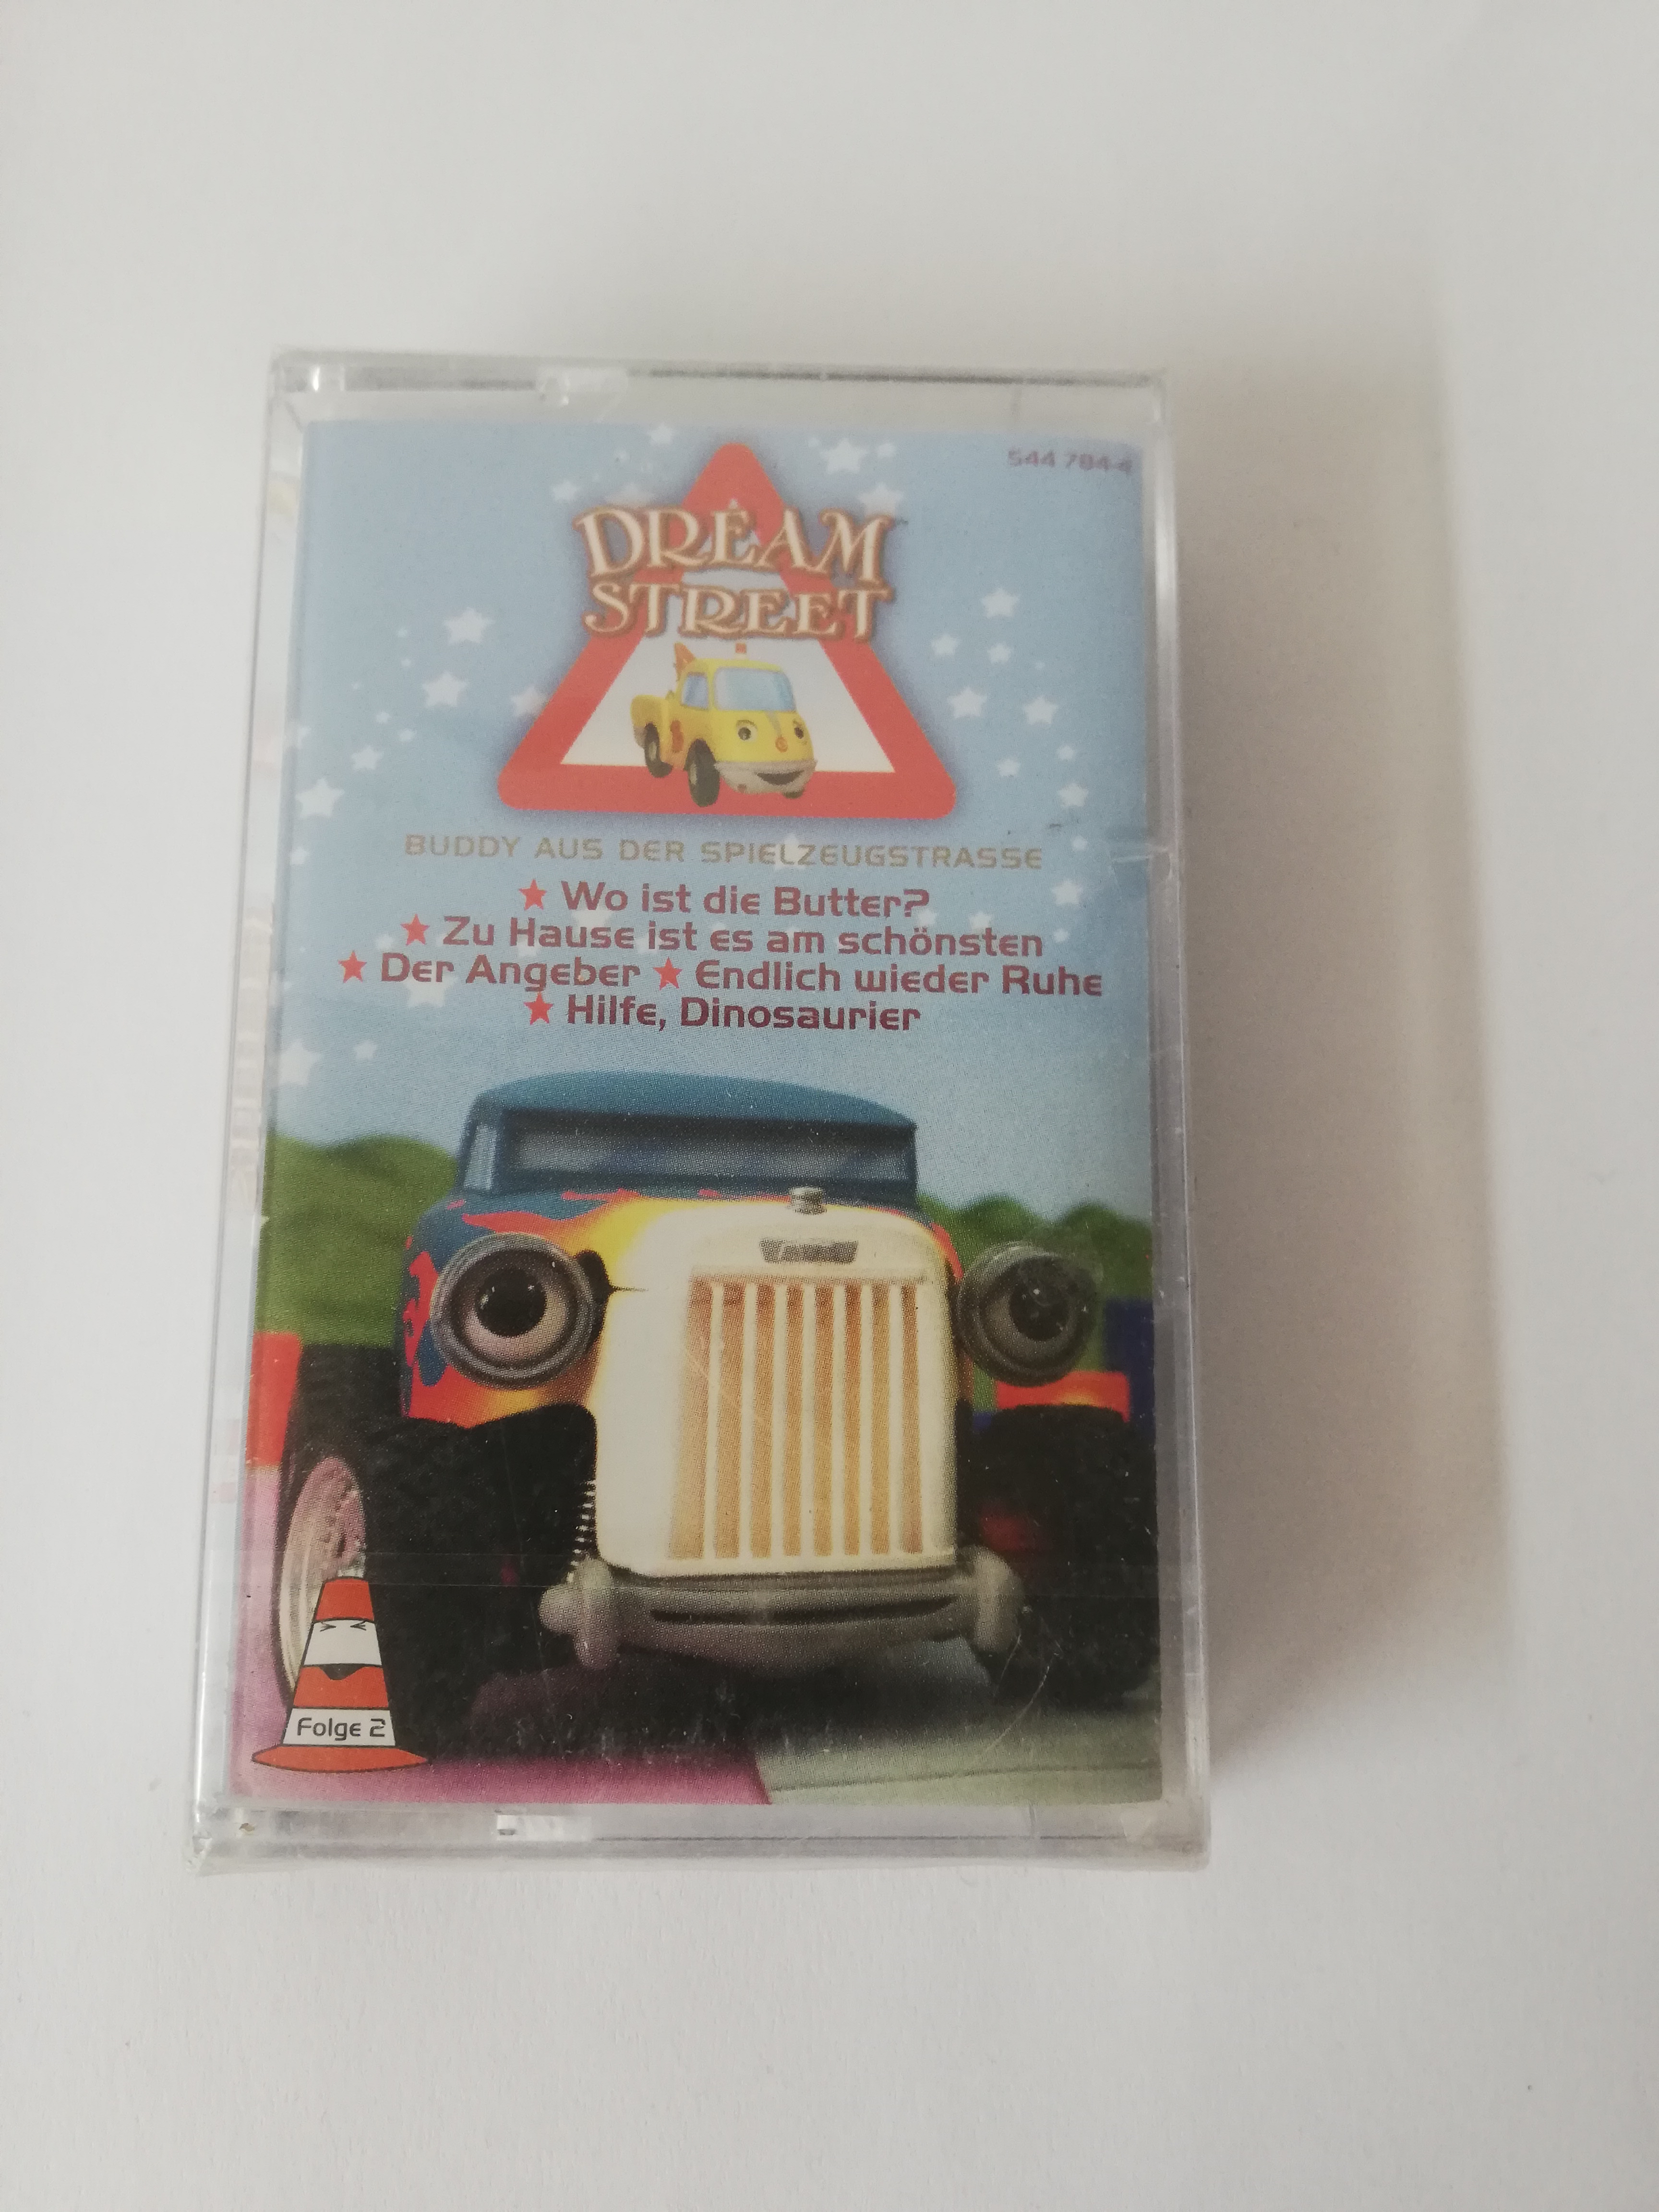 544 784-4
DREAM
STREET
BUDDY AUS DER SPIELZEUGSTRASSE
★ Wo ist die Butter?
★ Zu Hause ist es am schönsten
★ Der Angeber ★ Endlich wieder Ruhe
★ Hilfe, Dinosaurier
Folge 2